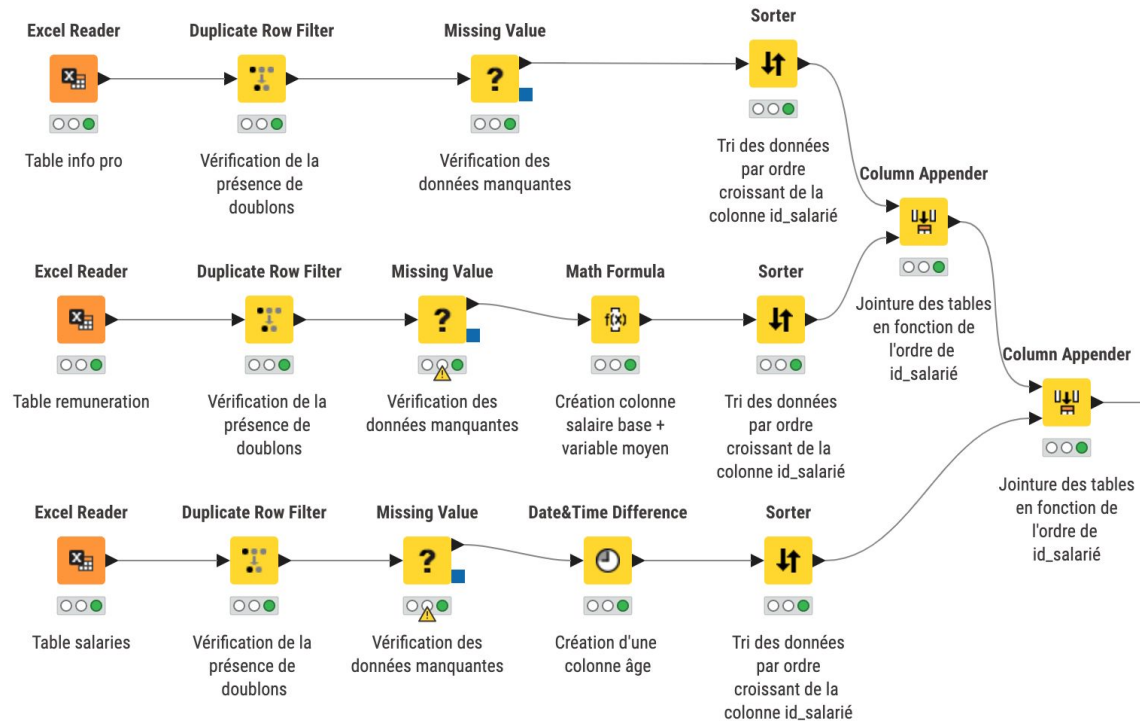 Sorter
Excel Reader
Duplicate Row Filter
Missing Value
Table info pro
Vérification de la
présence de
doublons
Vérification des
données manquantes
Tri des données
par ordre
croissant de la
colonne id_salarié
Column Appender
Jointure des tables
en fonction de
l'ordre de
id_salarié
Excel Reader
Duplicate Row Filter
Missing Value
Math Formula
Sorter
f(x)
Table remuneration
Vérification de la
présence de
doublons
Vérification des
données manquantes
Création colonne
salaire base +
variable moyen
Tri des données
par ordre
croissant de la
colonne id_salarié
Column Appender
Jointure des tables
en fonction de
l'ordre de
id_salarié
Excel Reader
Duplicate Row Filter
Missing Value
Date&Time Difference
Sorter
Table salaries
Vérification de la
présence de
doublons
Vérification des
données manquantes
Création d'une
colonne âge
Tri des données
par ordre
croissant de la
colonne id_salarié